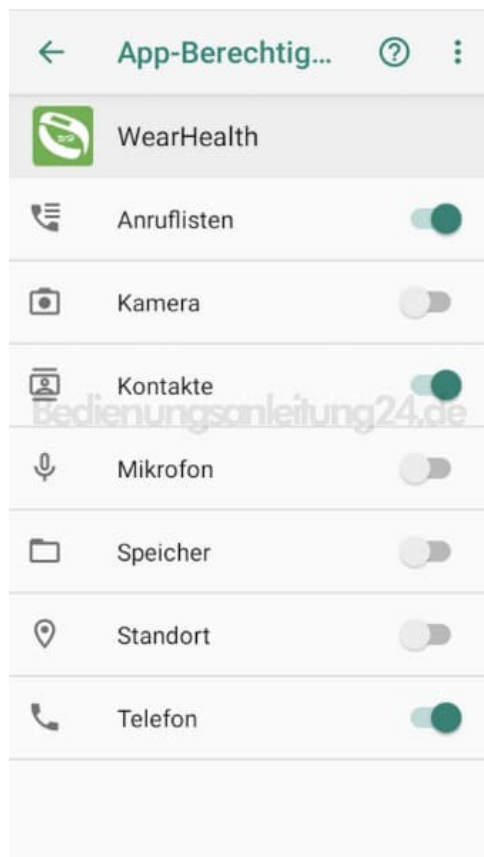 App-Berechtig...
WearHealth
Anruflisten
Kamera
Kontakte
Bedienungsanleitung24.de
Mikrofon
Speicher
Standort
Telefon